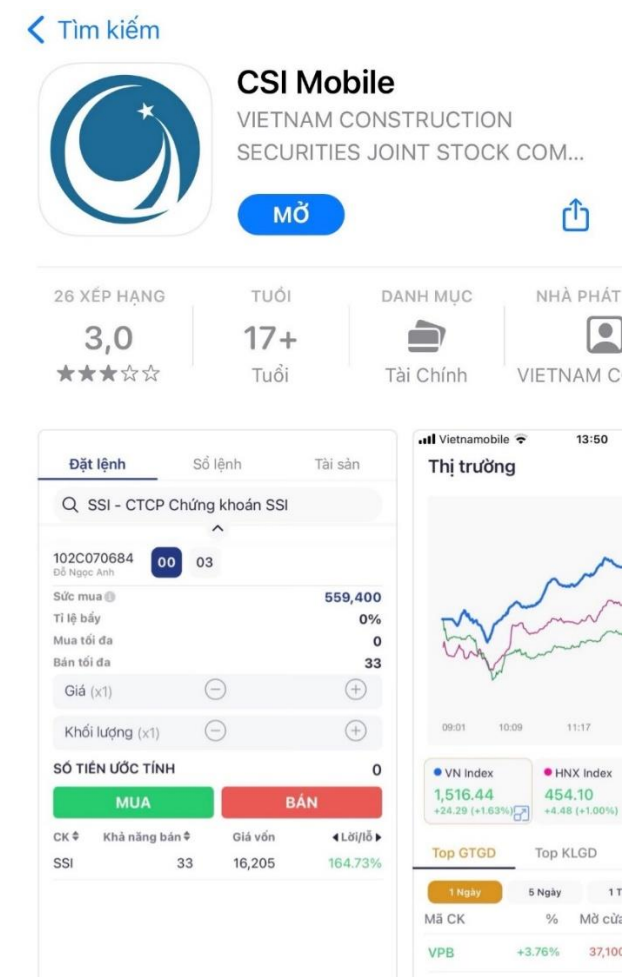 Tìm kiếm
CSI Mobile
VIETNAM CONSTRUCTION
SECURITIES JOINT STOCK COM...
MỞ
26 XẾP HẠNG
3,0
TUỔI
17+
Tuổi
DANH MỤC
Tài Chính
NHÀ PHÁT
VIETNAM C
Đặt lệnh Sổ lệnh Tài sản
SSI - CTCP Chứng khoán SSI
102C070684 00 03
Đỗ Ngọc Anh
Sức mua 559,400
Tỉ lệ bẩy 0%
Mua tối đa 0
Bán tối đa 33
Giá (x1)
Khối lượng (x1)
SỐ TIỀN ƯỚC TÍNH 0
MUA BÁN
CK Khả năng bán Giá vốn Lời/lỗ
SSI 33 16,205 164.73%
Vietnamobile 13:50
Thị trường
09:01 10:09 11:17
VN Index
1,516.44
+24.29 (+1.63%)
HNX Index
454.10
+4.48 (+1.00%)
Top GTGD Top KLGD
1 Ngày 5 Ngày 1 T
Mã CK % Mở cửa
VPB +3.76% 37,100